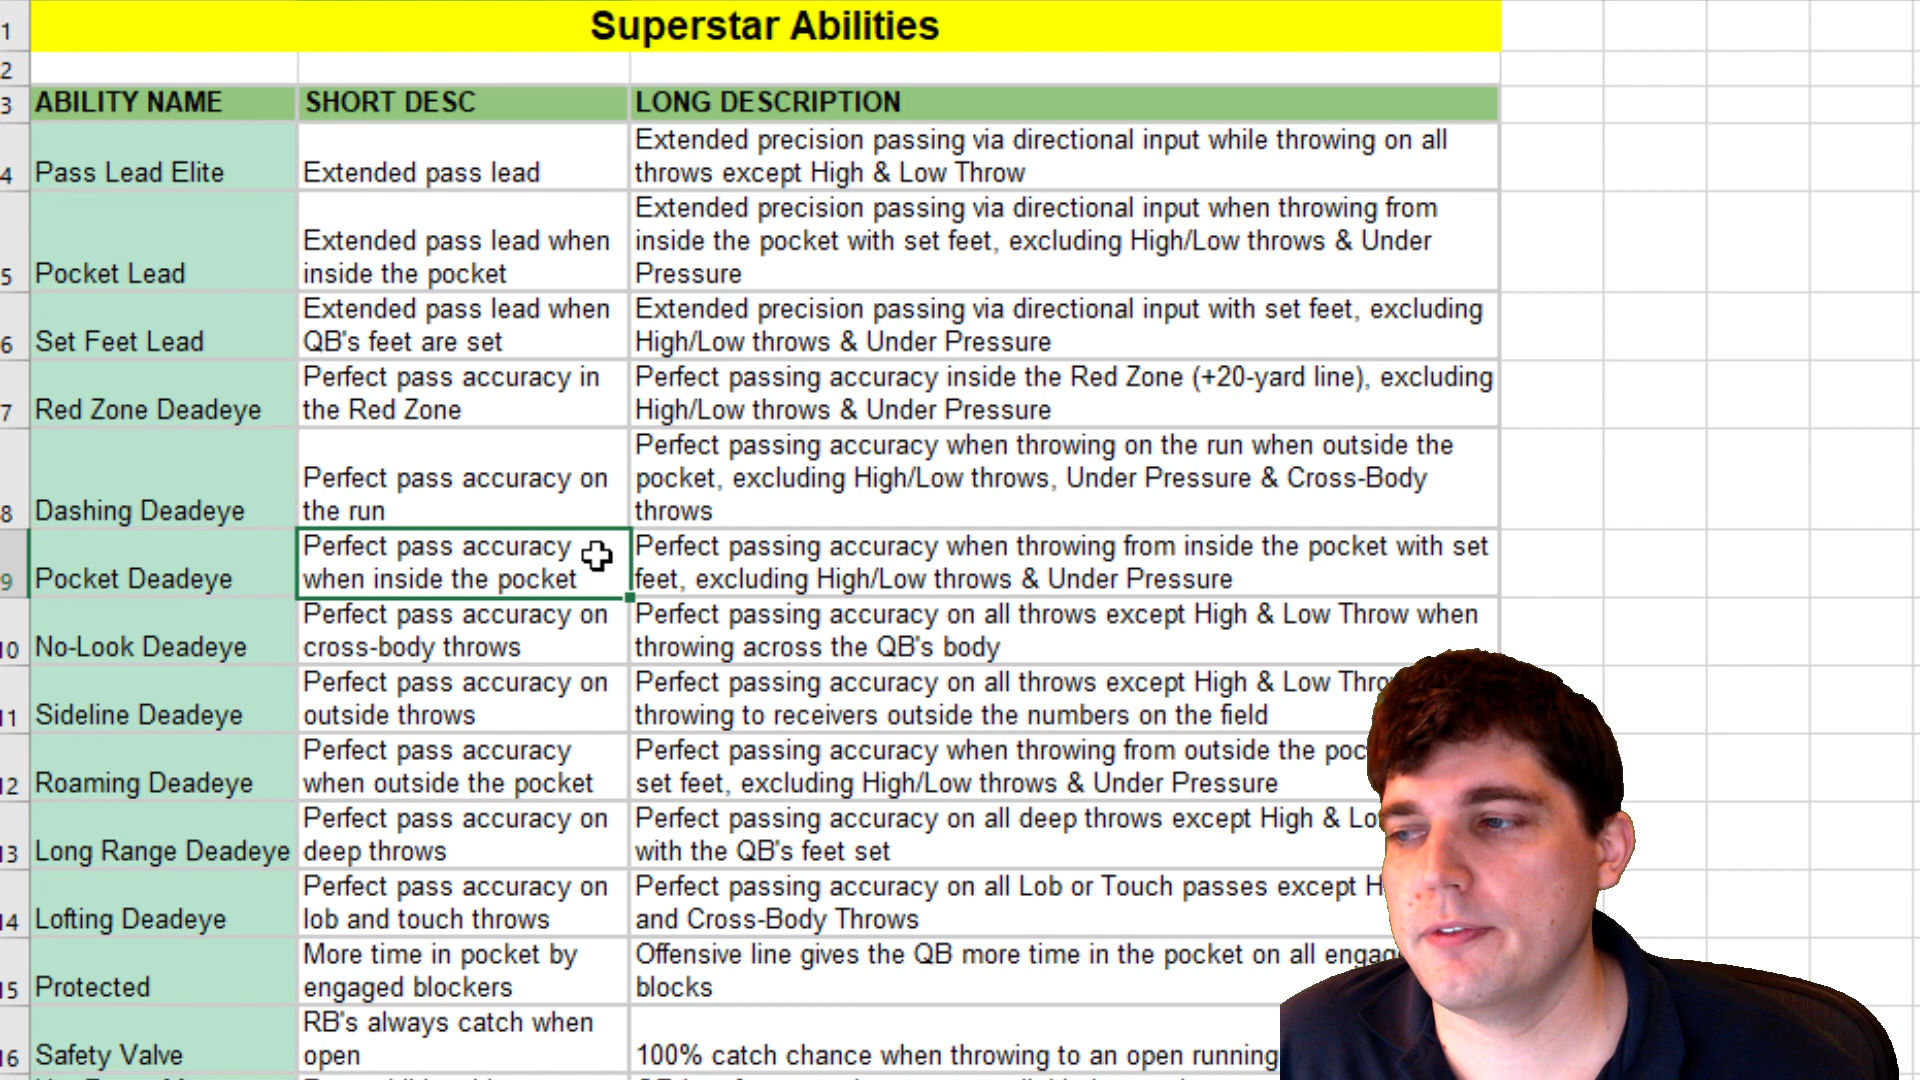 1
Superstar Abilities
2
3
ABILITY NAME
SHORT DESC
LONG DESCRIPTION
4
Pass Lead Elite
Extended pass lead
Extended precision passing via directional input while throwing on all
throws except High & Low Throw
5
Pocket Lead
Extended pass lead when
inside the pocket
Extended precision passing via directional input when throwing from
inside the pocket with set feet, excluding High/Low throws & Under
Pressure
6
Set Feet Lead
Extended pass lead when
QB's feet are set
Extended precision passing via directional input with set feet, excluding
High/Low throws & Under Pressure
7
Red Zone Deadeye
Perfect pass accuracy in
the Red Zone
Perfect passing accuracy inside the Red Zone (+20-yard line), excluding
High/Low throws & Under Pressure
8
Dashing Deadeye
Perfect pass accuracy on
the run
Perfect passing accuracy when throwing on the run when outside the
pocket, excluding High/Low throws, Under Pressure & Cross-Body
throws
9
Pocket Deadeye
Perfect pass accuracy
when inside the pocket
Perfect passing accuracy when throwing from inside the pocket with set
feet, excluding High/Low throws & Under Pressure
10
No-Look Deadeye
Perfect pass accuracy on
cross-body throws
Perfect passing accuracy on all throws except High & Low Throw when
throwing across the QB's body
11
Sideline Deadeye
Perfect pass accuracy on
outside throws
Perfect passing accuracy on all throws except High & Low
throwing to receivers outside the numbers on the field
12
Roaming Deadeye
Perfect pass accuracy
when outside the pocket
Perfect passing accuracy when throwing from outside the
set feet, excluding High/Low throws & Under Pressure
13
Long Range Deadeye
Perfect pass accuracy on
deep throws
Perfect passing accuracy on all deep throws except High &
with the QB's feet set
14
Lofting Deadeye
Perfect pass accuracy on
lob and touch throws
Perfect passing accuracy on all Lob or Touch passes except
and Cross-Body Throws
15
Protected
More time in pocket by
engaged blockers
Offensive line gives the QB more time in the pocket on all
blocks
16
Safety Valve
RB's always catch when
open
100% catch chance when throwing to an open running